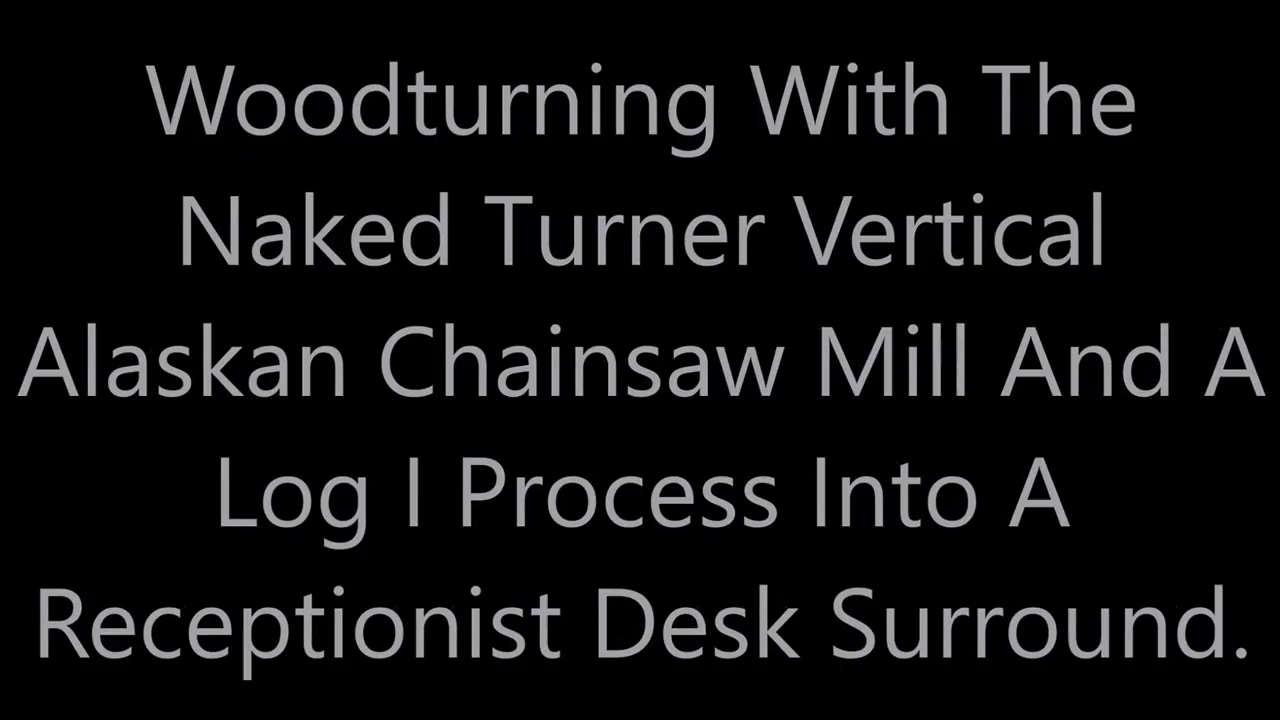 Woodturning With The
Naked Turner Vertical
Alaskan Chainsaw Mill And A
Log I Process Into A
Receptionist Desk Surround.